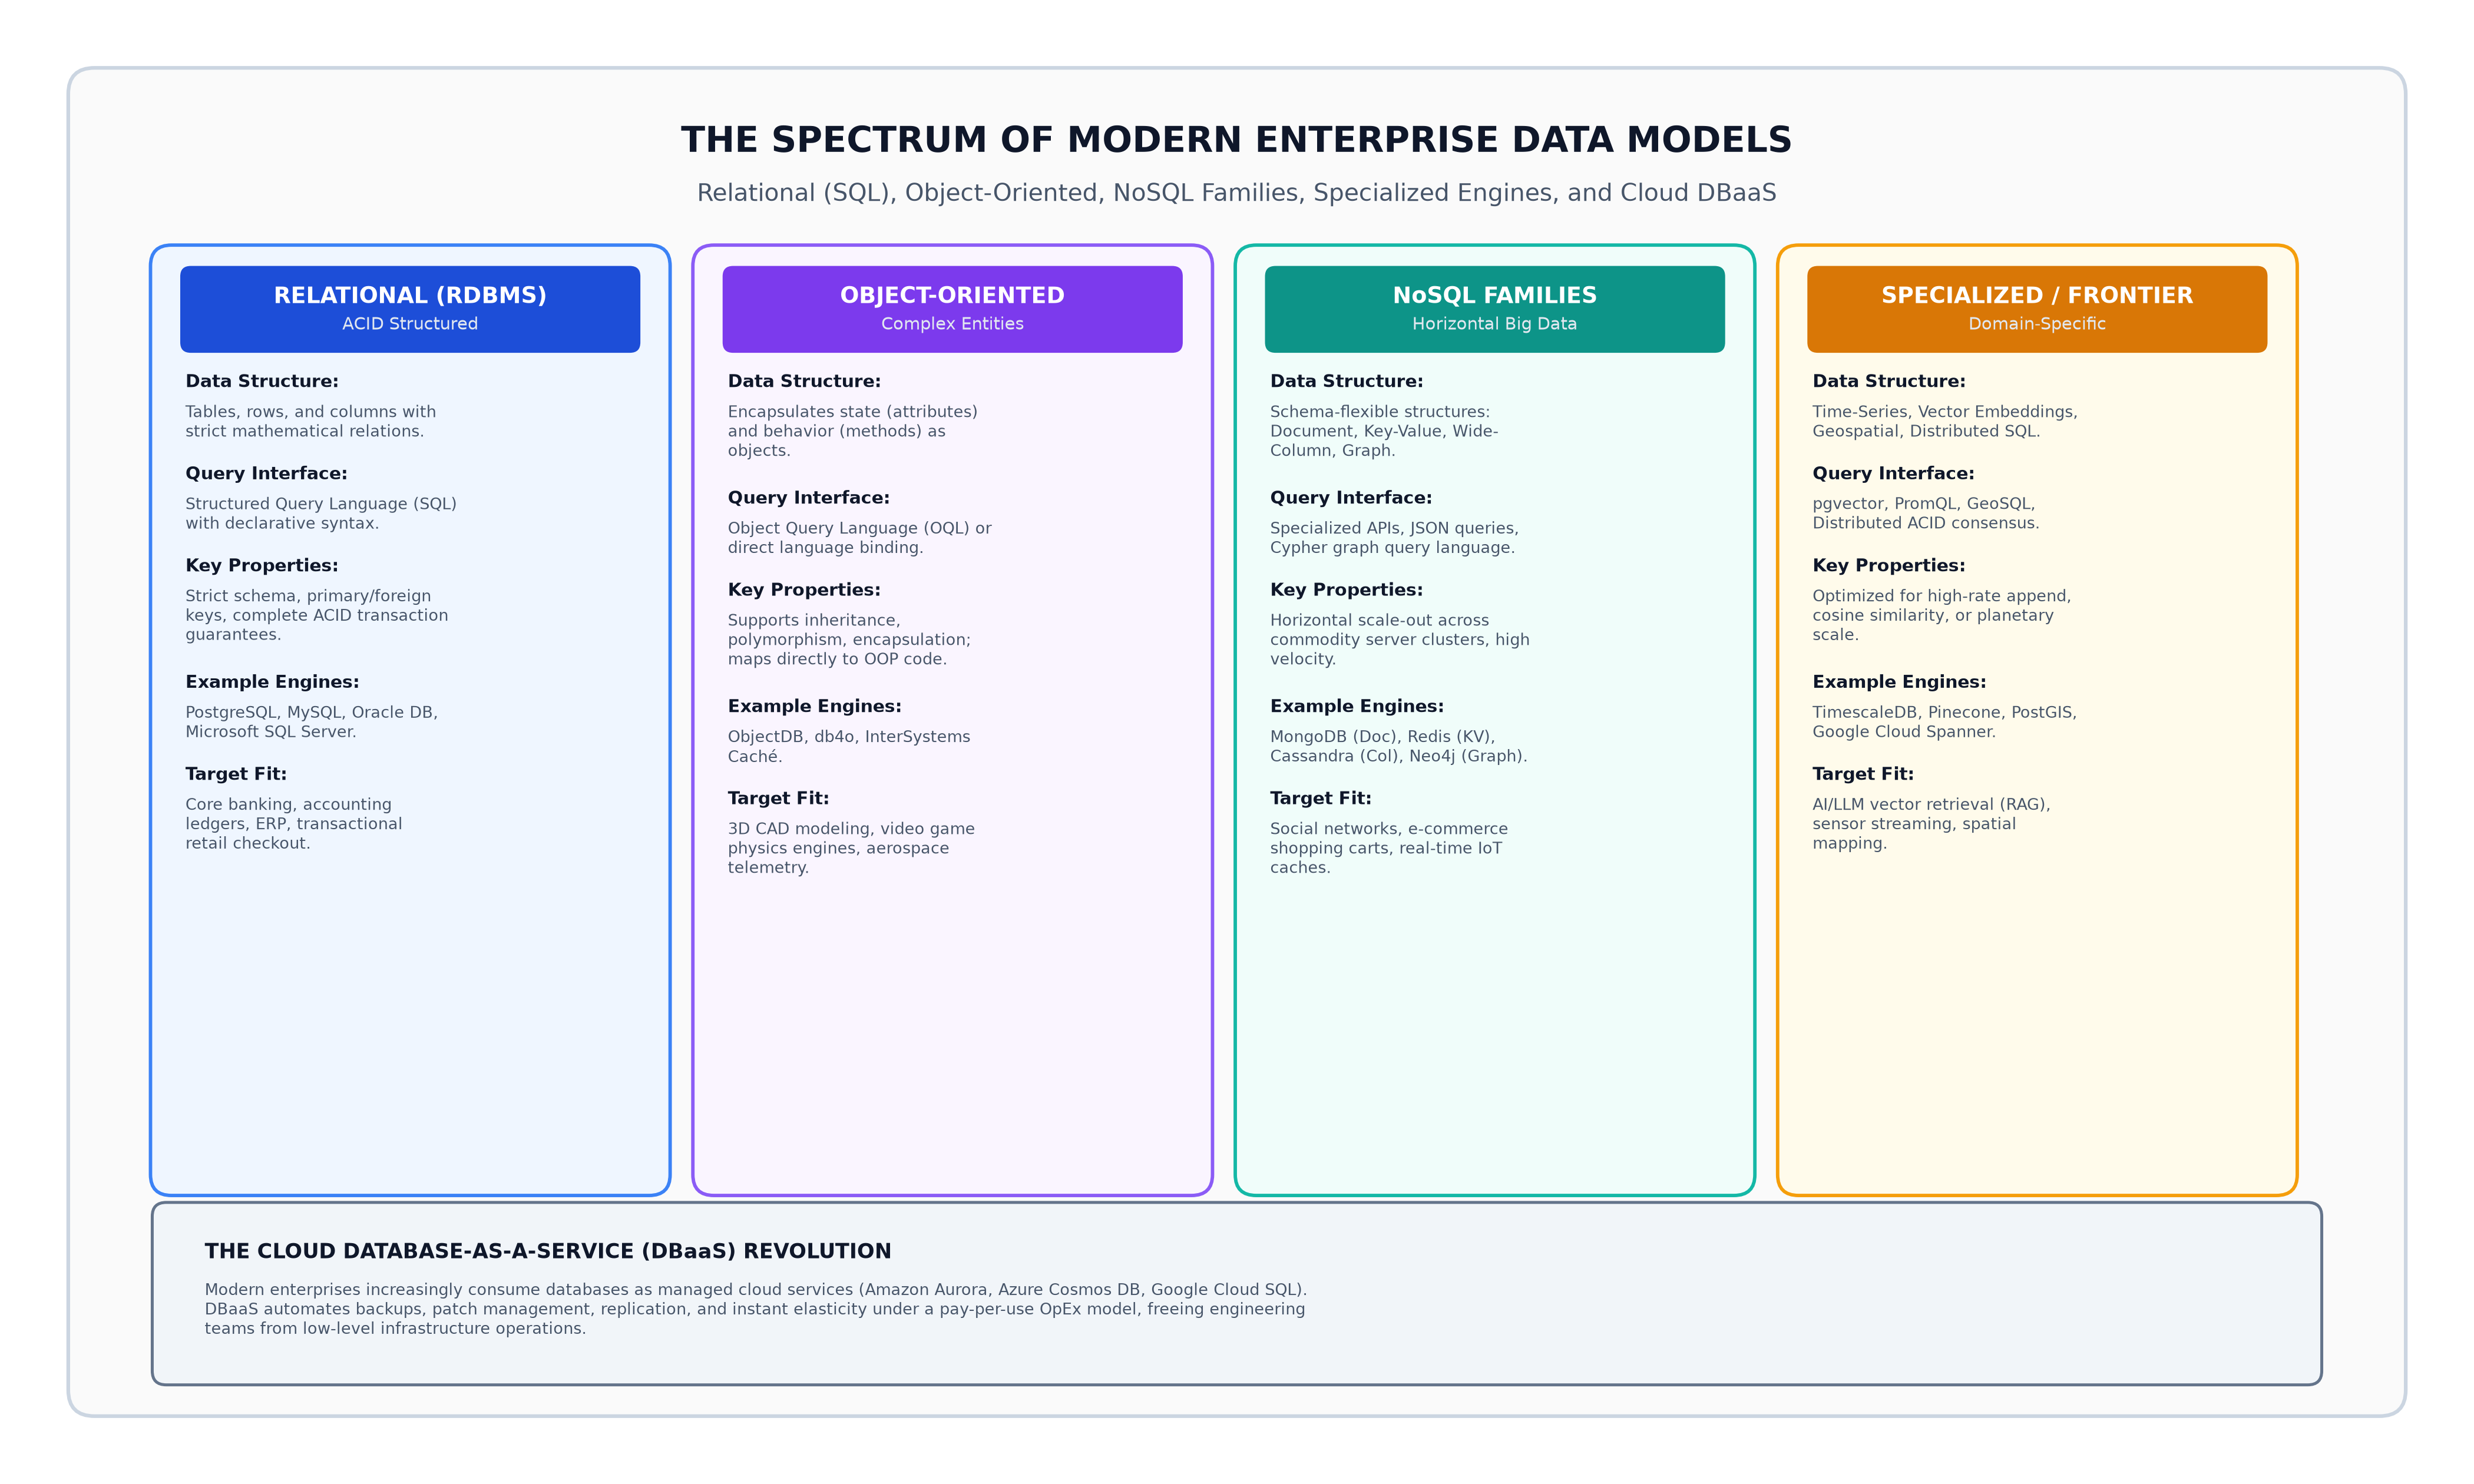 THE SPECTRUM OF MODERN ENTERPRISE DATA MODELS
Relational (SQL), Object-Oriented, NoSQL Families, Specialized Engines, and Cloud DBaaS
RELATIONAL (RDBMS)
ACID Structured
Data Structure:
Tables, rows, and columns with
strict mathematical relations.
Query Interface:
Structured Query Language (SQL)
with declarative syntax.
Key Properties:
Strict schema, primary/foreign
keys, complete ACID transaction
guarantees.
Example Engines:
PostgreSQL, MySQL, Oracle DB,
Microsoft SQL Server.
Target Fit:
Core banking, accounting
ledgers, ERP, transactional
retail checkout.
OBJECT-ORIENTED
Complex Entities
Data Structure:
Encapsulates state (attributes)
and behavior (methods) as
objects.
Query Interface:
Object Query Language (OQL) or
direct language binding.
Key Properties:
Supports inheritance,
polymorphism, encapsulation;
maps directly to OOP code.
Example Engines:
ObjectDB, db4o, InterSystems
Caché.
Target Fit:
3D CAD modeling, video game
physics engines, aerospace
telemetry.
NoSQL FAMILIES
Horizontal Big Data
Data Structure:
Schema-flexible structures:
Document, Key-Value, Wide-
Column, Graph.
Query Interface:
Specialized APIs, JSON queries,
Cypher graph query language.
Key Properties:
Horizontal scale-out across
commodity server clusters, high
velocity.
Example Engines:
MongoDB (Doc), Redis (KV),
Cassandra (Col), Neo4j (Graph).
Target Fit:
Social networks, e-commerce
shopping carts, real-time IoT
caches.
SPECIALIZED / FRONTIER
Domain-Specific
Data Structure:
Time-Series, Vector Embeddings,
Geospatial, Distributed SQL.
Query Interface:
pgvector, PromQL, GeoSQL,
Distributed ACID consensus.
Key Properties:
Optimized for high-rate append,
cosine similarity, or planetary
scale.
Example Engines:
TimescaleDB, Pinecone, PostGIS,
Google Cloud Spanner.
Target Fit:
AI/LLM vector retrieval (RAG),
sensor streaming, spatial
mapping.
THE CLOUD DATABASE-AS-A-SERVICE (DBaaS) REVOLUTION
Modern enterprises increasingly consume databases as managed cloud services (Amazon Aurora, Azure Cosmos DB, Google Cloud SQL).
DBaaS automates backups, patch management, replication, and instant elasticity under a pay-per-use OpEx model, freeing engineering
teams from low-level infrastructure operations.